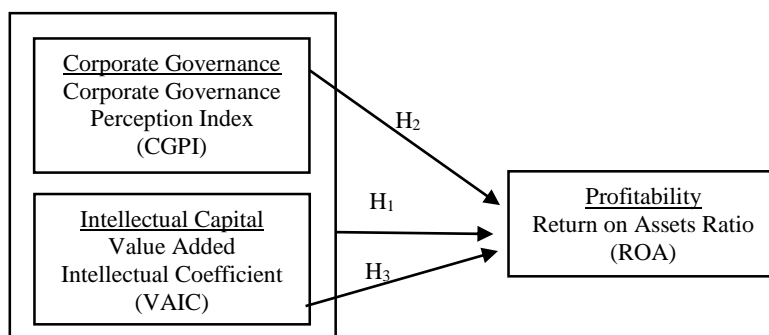 Corporate Governance
Corporate Governance
Perception Index
(CGPI)
H2
H1
Intellectual Capital
Value Added
Intellectual Coefficient
(VAIC)
H3
Profitability
Return on Assets Ratio
(ROA)